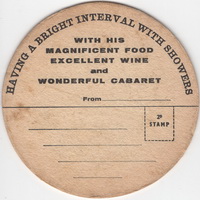 HAVING A BRIGHT INTERVAL WITH SHOWERS
WITH HIS
MAGNIFICENT FOOD
EXCELLENT WINE
and
WONDERFUL CABARET
From
2D
STAMP